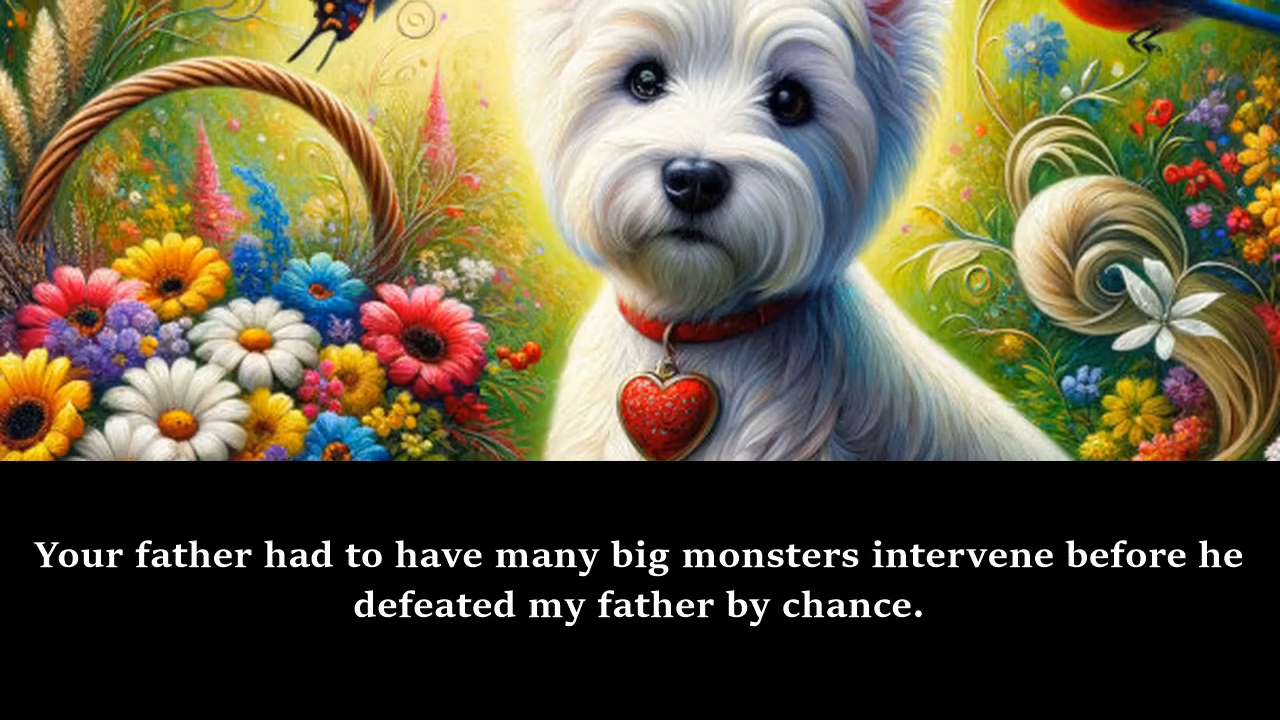 Your father had to have many big monsters intervene before he
defeated my father by chance.